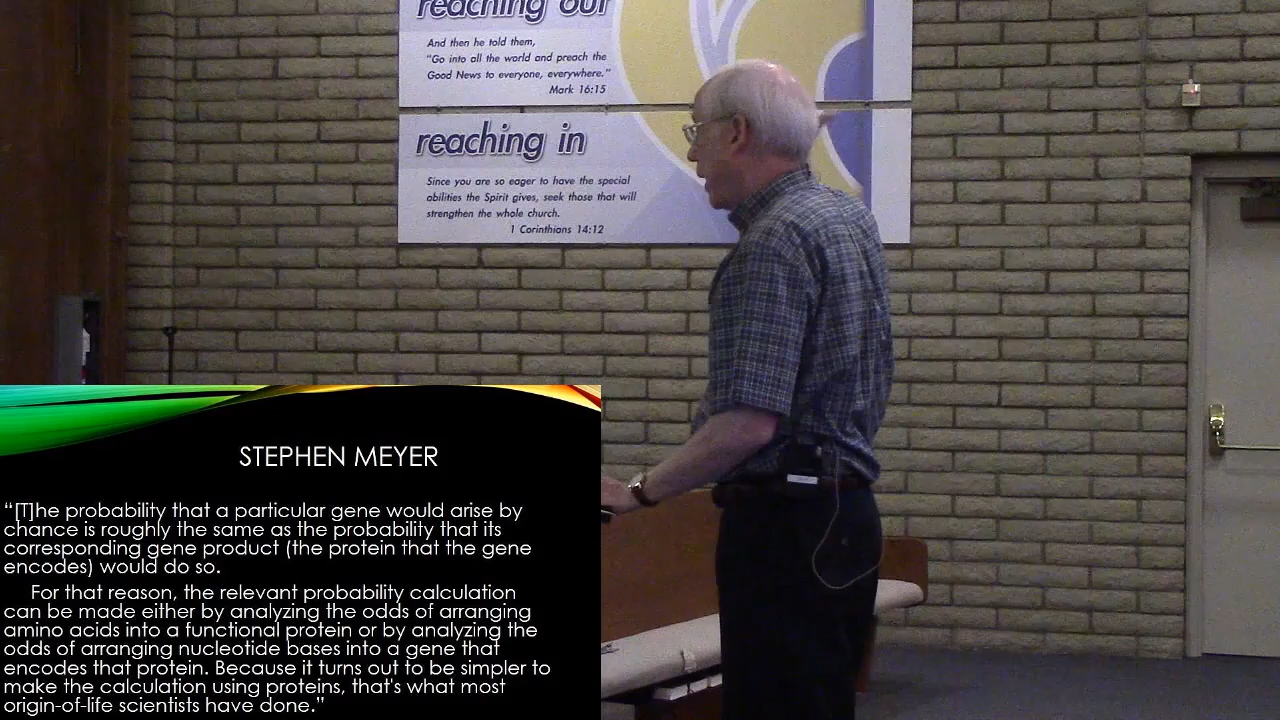 reaching out
And then he told them,
"Go into all the world and preach the
Good News to everyone, everywhere."
Mark 16:15
reaching in
Since you are so eager to have the special
abilities the Spirit gives, seek those that will
strengthen the whole church.
1 Corinthians 14:12
STEPHEN MEYER
"[T]he probability that a particular gene would arise by
chance is roughly the same as the probability that its
corresponding gene product (the protein that the gene
encodes) would do so.
For that reason, the relevant probability calculation
can be made either by analyzing the odds of arranging
amino acids into a functional protein or by analyzing the
odds of arranging nucleotide bases into a gene that
encodes that protein. Because it turns out to be simpler to
make the calculation using proteins, that's what most
origin-of-life scientists have done."